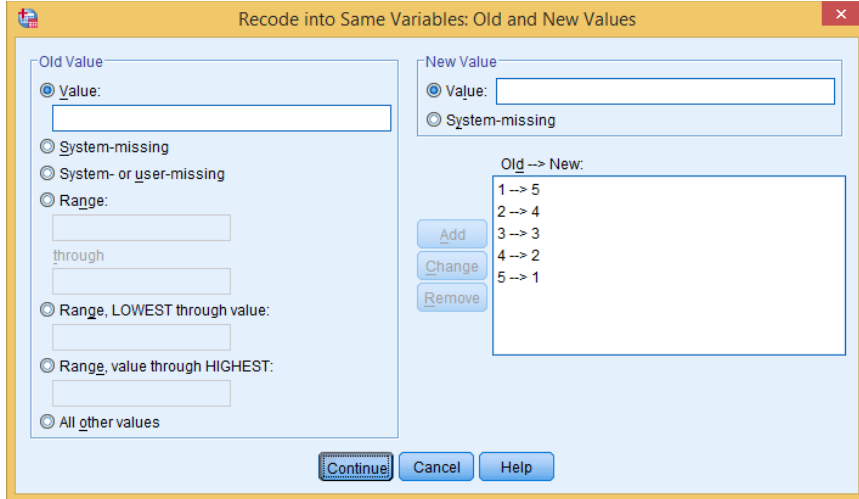 Recode into Same Variables: Old and New Values
Old Value
Value:
System-missing
System- or user-missing
Range:
through
Range, LOWEST through value:
Range, value through HIGHEST:
All other values
New Value
Value:
System-missing
Old --> New:
1 --> 5
2 --> 4
3 --> 3
4 --> 2
5 --> 1
Add
Change
Remove
Continue
Cancel
Help